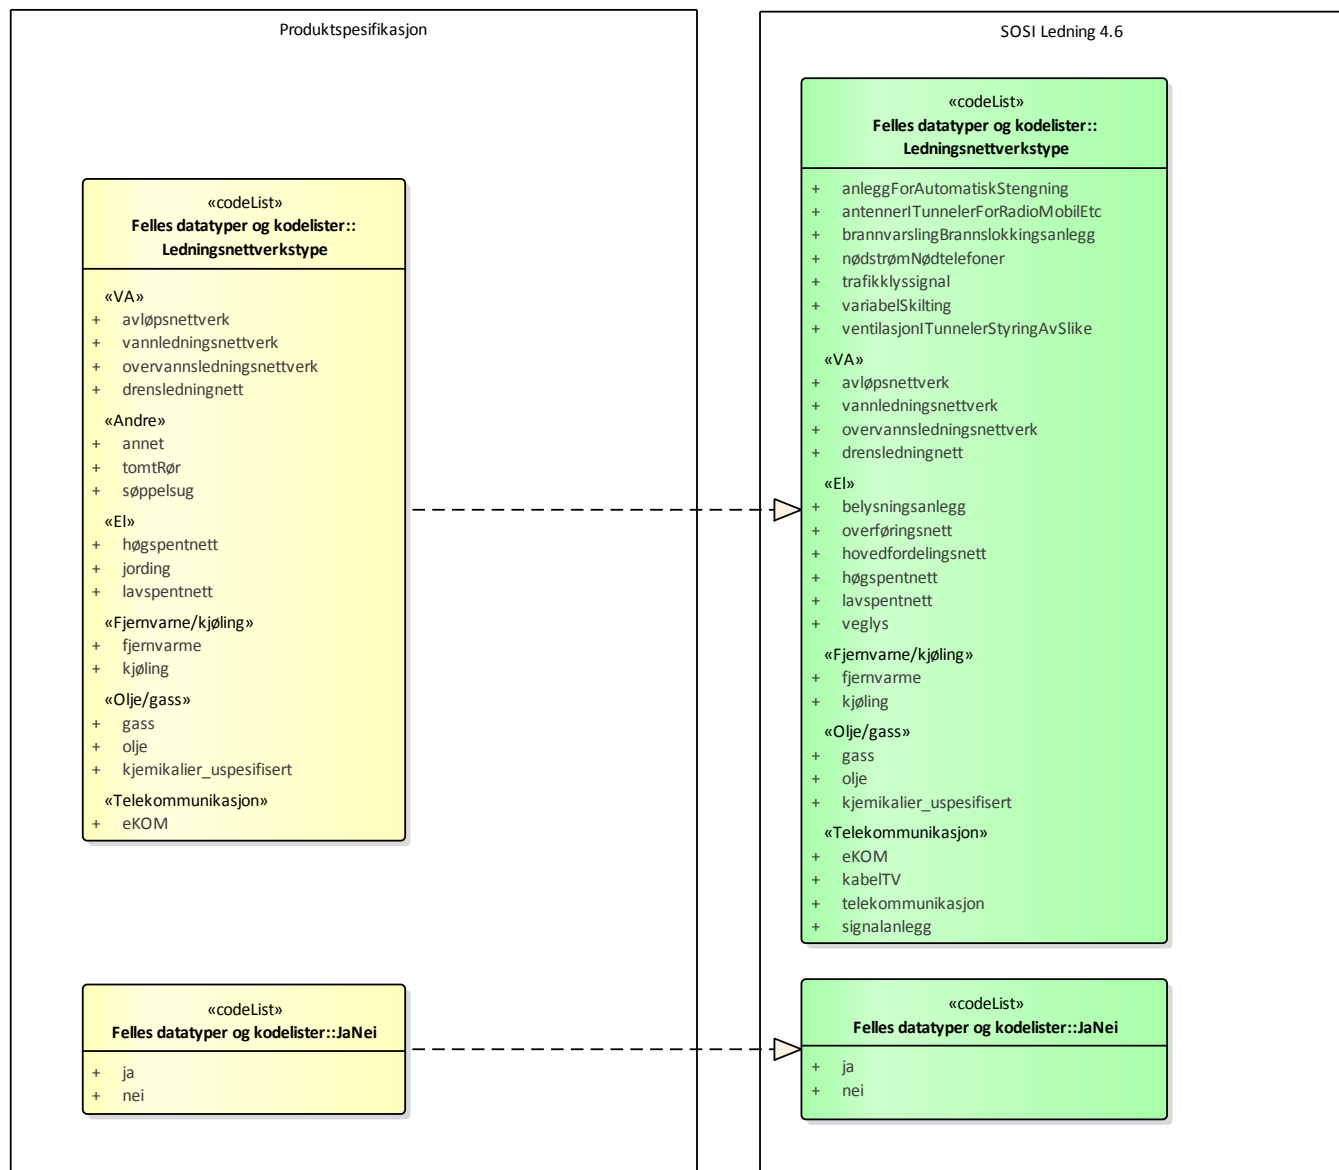 Produktspesifikasjon
«codeList»
Felles datatyper og kodelister::
Ledningsnettverkstype
«VA»
+ avløpsnettverk
+ vannledningsnettverk
+ overvannsledningsnettverk
+ drensledningnett
«Andre»
+ annet
+ tomtRør
+ søppelsug
«El»
+ høgspentnett
+ jording
+ lavspentnett
«Fjernvarne/kjøling»
+ fjernvarme
+ kjøling
«Olje/gass»
+ gass
+ olje
+ kjemikalier_uspesifisert
«Telekommunikasjon»
+ eKOM
«codeList»
Felles datatyper og kodelister::JaNei
+ ja
+ nei
SOSI Ledning 4.6
«codeList»
Felles datatyper og kodelister::
Ledningsnettverkstype
+ anleggForAutomatiskStengning
+ antennerITunnelerForRadioMobilEtc
+ brannvarslingBrannslokkingsanlegg
+ nødstrømNødtelefoner
+ trafikklyssignal
+ variabelSkilting
+ ventilasjonITunnelerStyringAvSlike
«VA»
+ avløpsnettverk
+ vannledningsnettverk
+ overvannsledningsnettverk
+ drensledningnett
«El»
+ belysningsanlegg
+ overføringsnett
+ hovedfordelingsnett
+ høgspentnett
+ lavspentnett
+ veglys
«Fjernvarne/kjøling»
+ fjernvarme
+ kjøling
«Olje/gass»
+ gass
+ olje
+ kjemikalier_uspesifisert
«Telekommunikasjon»
+ eKOM
+ kabelTV
+ telekommunikasjon
+ signalanlegg
«codeList»
Felles datatyper og kodelister::JaNei
+ ja
+ nei